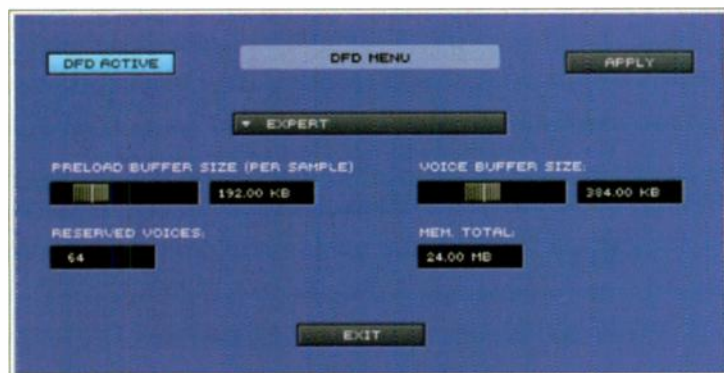 DFD ACTIVE
DFD MENU
APPLY
EXPERT
PRELOAD BUFFER SIZE (PER SAMPLE)
VOICE BUFFER SIZE:
192.00 KB
384.00 KB
RESERVED VOICES:
MEM. TOTAL:
64
24.00 MB
EXIT